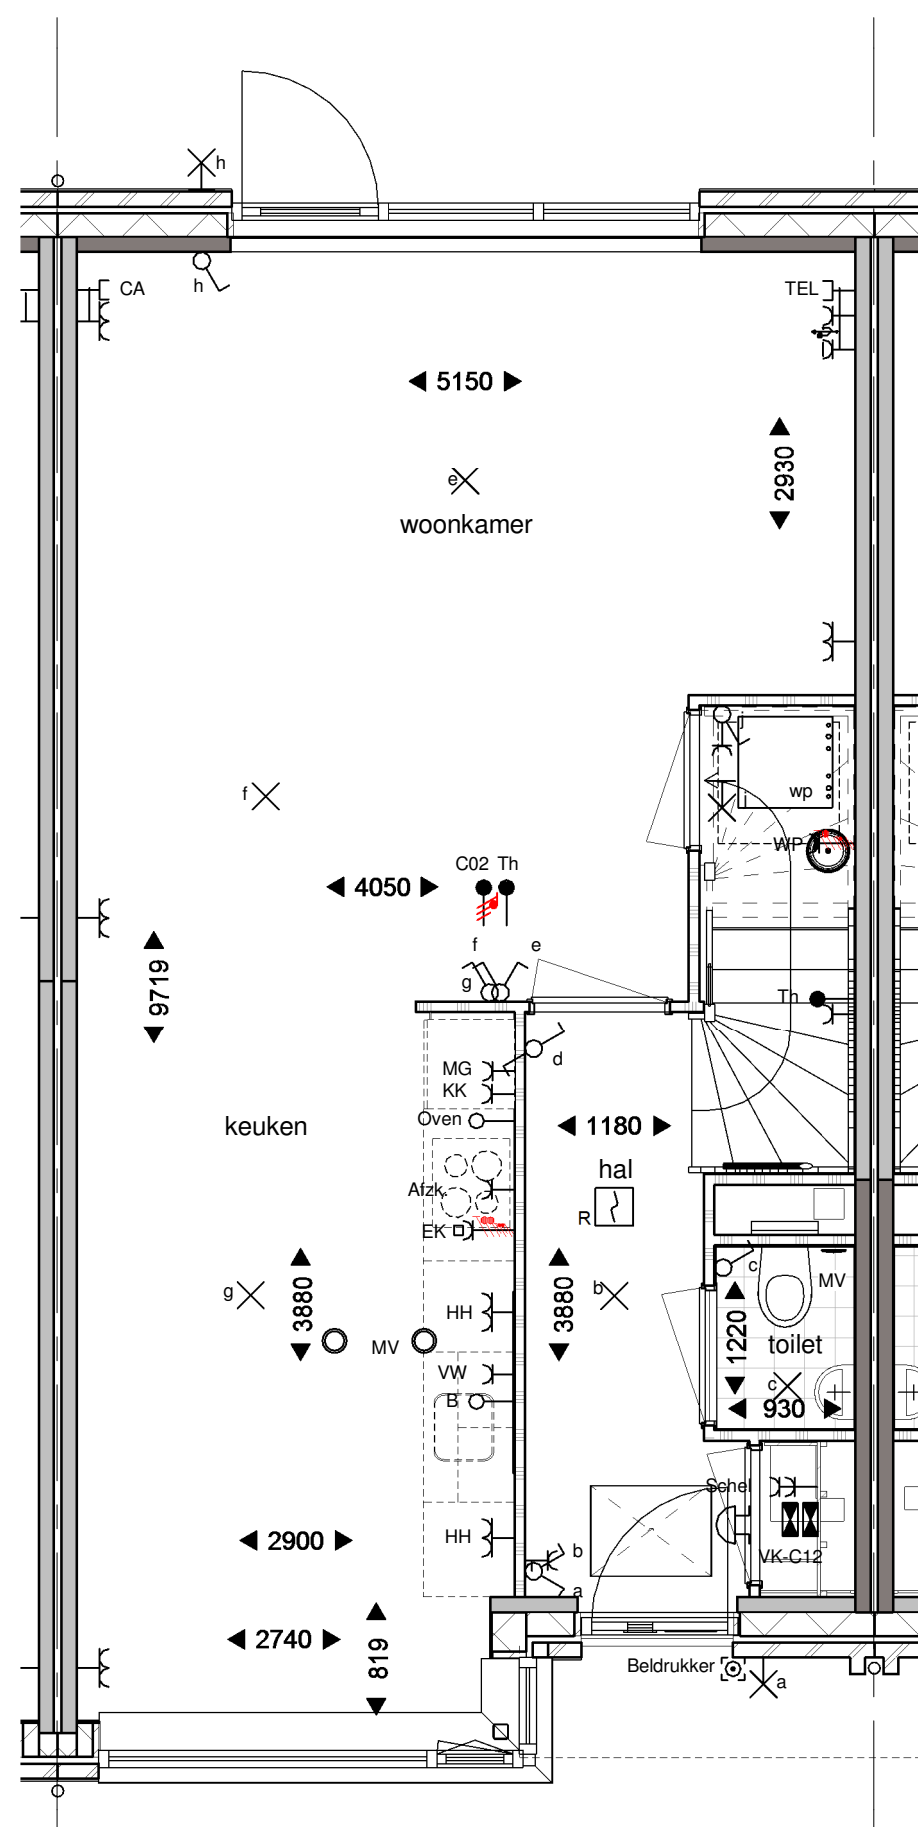 h
h
CA
TEL
5150
2930
e
woonkamer
f
wp
WP
C02 Th
4050
f e
g
9719
Th
d
MG
KK
Oven
keuken
1180
hal
Afzk.
R
EK
c
MV
g
3880
3880
b
1220
toilet
HH
MV
VW
c
B
930
Schel
2900
HH
b
VK-C12
a
2740
819
Beldrukker
a